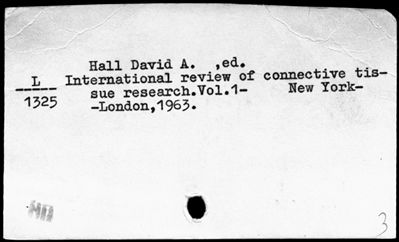 Hall David A. ,ed.
L International review of connective tis-
1325 sue research.Vol.1- New York-
-London,1963.
3